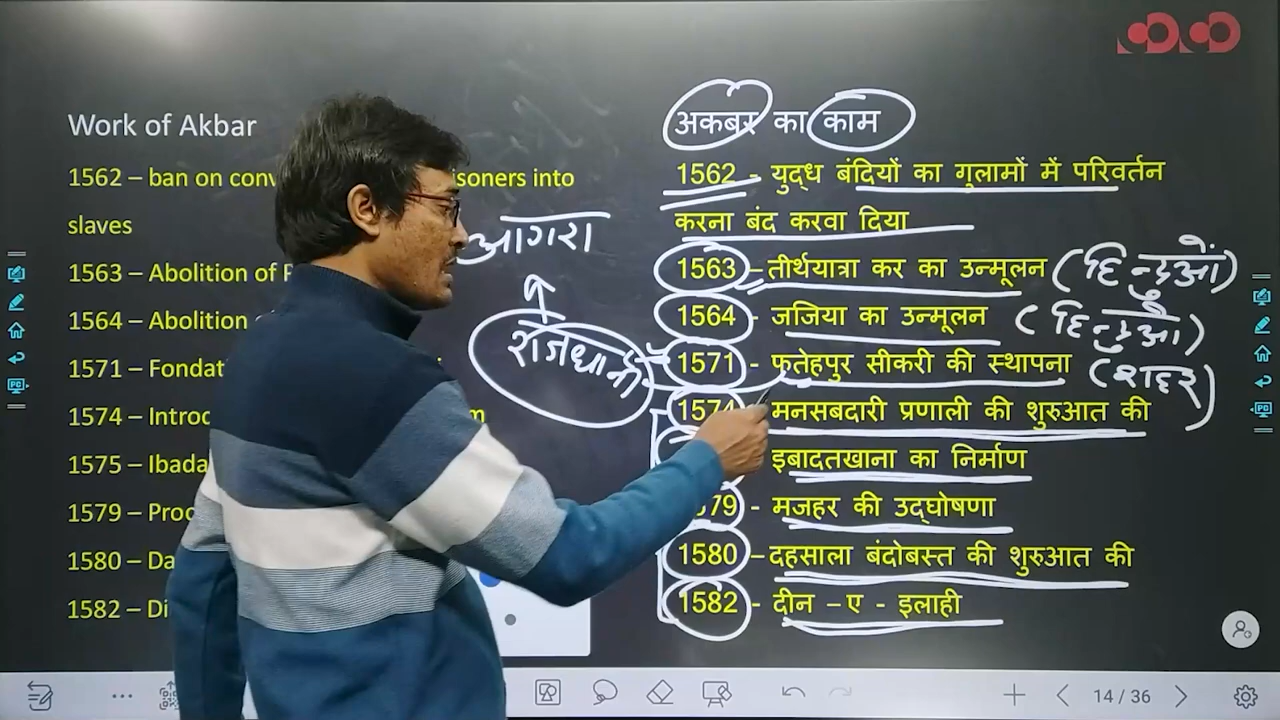 Work of Akbar
1562 – ban on conv isoners into
slaves
1563 – Abolition of P
1564 – Abolition
1571 – Fondat
1574 – Introd m
1575 – Ibada
1579 – Proc
1580 – Da
1582 – Di
आगरा
राजधानी
अकबर का काम
1562 - युद्ध बंदियों का गुलामों में परिवर्तन
करना बंद करवा दिया
1563 – तीर्थयात्रा कर का उन्मूलन (हिन्दुओं)
1564 - जजिया का उन्मूलन (हिन्दुओं)
1571 - फतेहपुर सीकरी की स्थापना (शहर)
1574 - मनसबदारी प्रणाली की शुरुआत की
इबादतखाना का निर्माण
579 - मजहर की उद्घोषणा
1580 – दहसाला बंदोबस्त की शुरुआत की
1582 - दीन – ए - इलाही
14 / 36